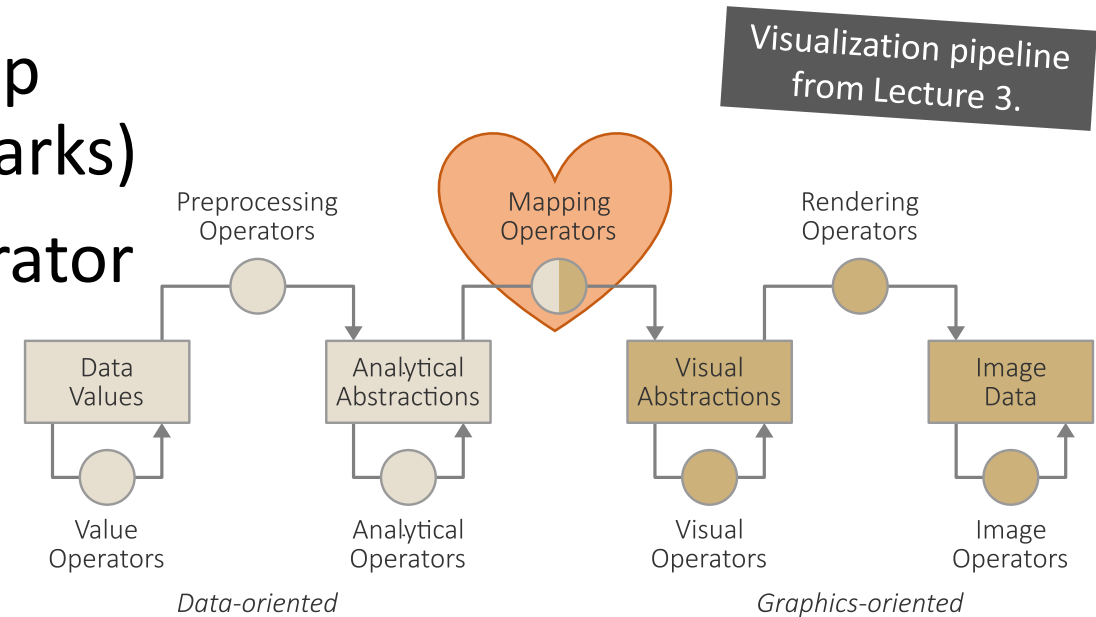 Visualization pipeline
from Lecture 3.
p
arks)
rator
Preprocessing
Operators
Mapping
Operators
Rendering
Operators
Data
Values
Analytical
Abstractions
Visual
Abstractions
Image
Data
Value
Operators
Analytical
Operators
Visual
Operators
Image
Operators
Data-oriented
Graphics-oriented